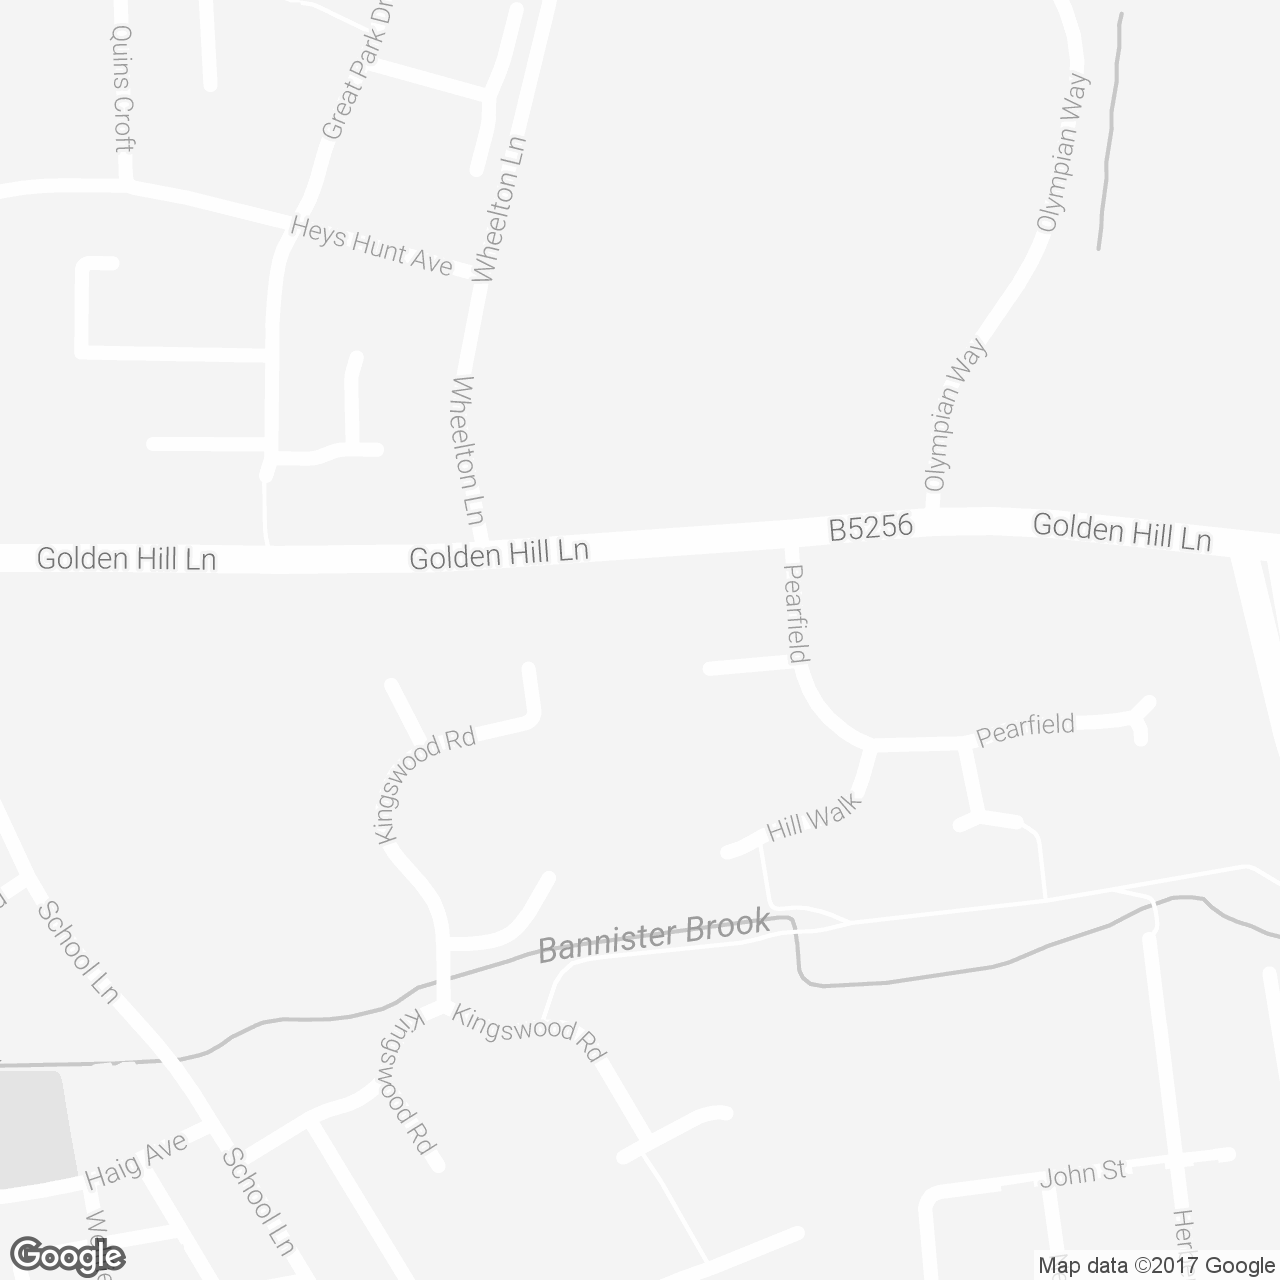 Quins Croft
Great Park Dr
Wheelton Ln
Olympian Way
Heys Hunt Ave
Wheelton Ln
Olympian Way
B5256
Golden Hill Ln
Golden Hill Ln
Golden Hill Ln
Pearfield
Pearfield
Kingswood Rd
Hill Walk
School Ln
Bannister Brook
Kingswood Rd
Kingswood Rd
Haig Ave
School Ln
John St
Google
Map data ©2017 Google